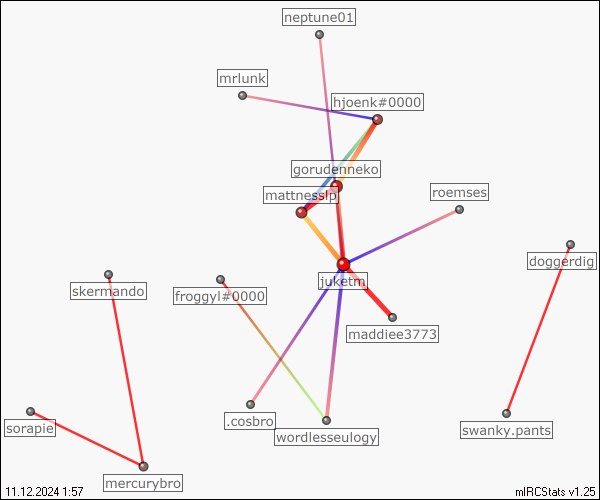 neptune01
mrlunk
hjoenk#0000
gorudenneko
mattnesslp
roemses
doggerdig
juketm
skermando
froggyl#0000
maddiee3773
.cosbro
wordlesseulogy
sorapie
swanky.pants
mercurybro
11.12.2024 1:57
mIRCStats v1.25